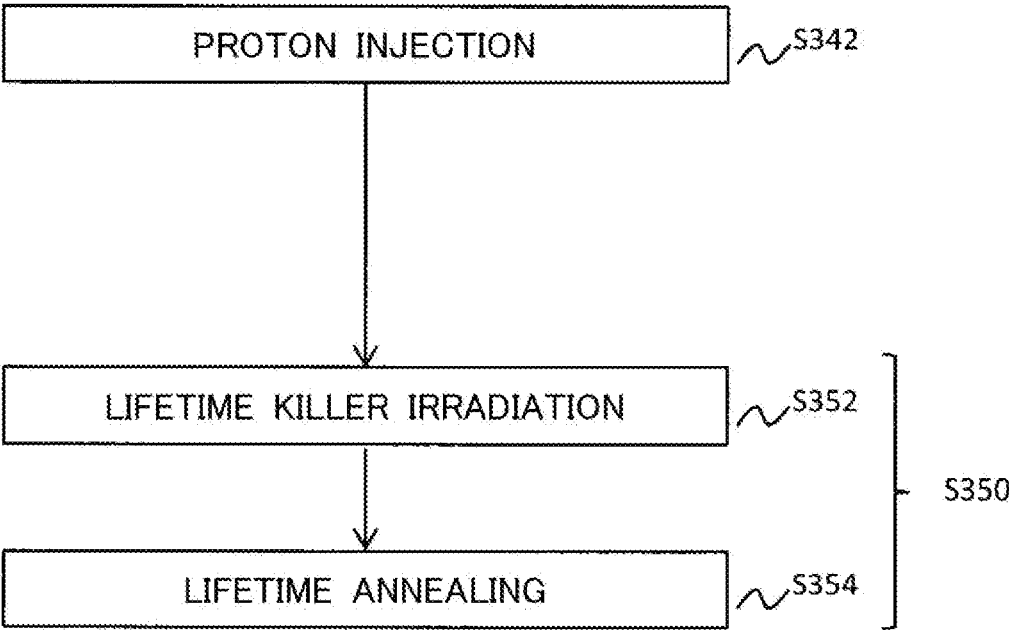 PROTON INJECTION
S342
LIFETIME KILLER IRRADIATION
S352
S350
LIFETIME ANNEALING
S354